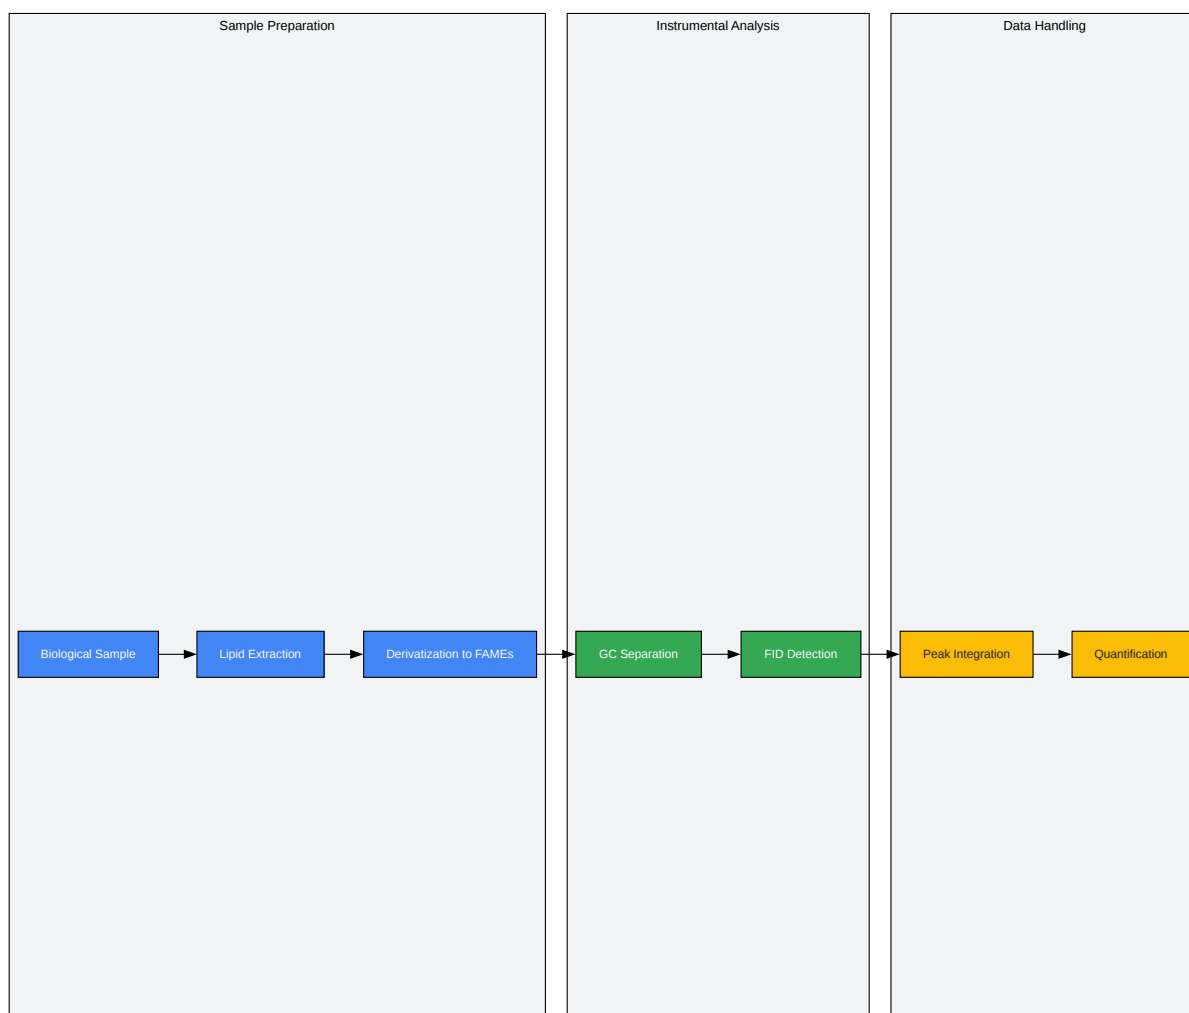 Sample Preparation
Instrumental Analysis
Data Handling
Biological Sample
Lipid Extraction
Derivatization to FAMEs
GC Separation
FID Detection
Peak Integration
Quantification